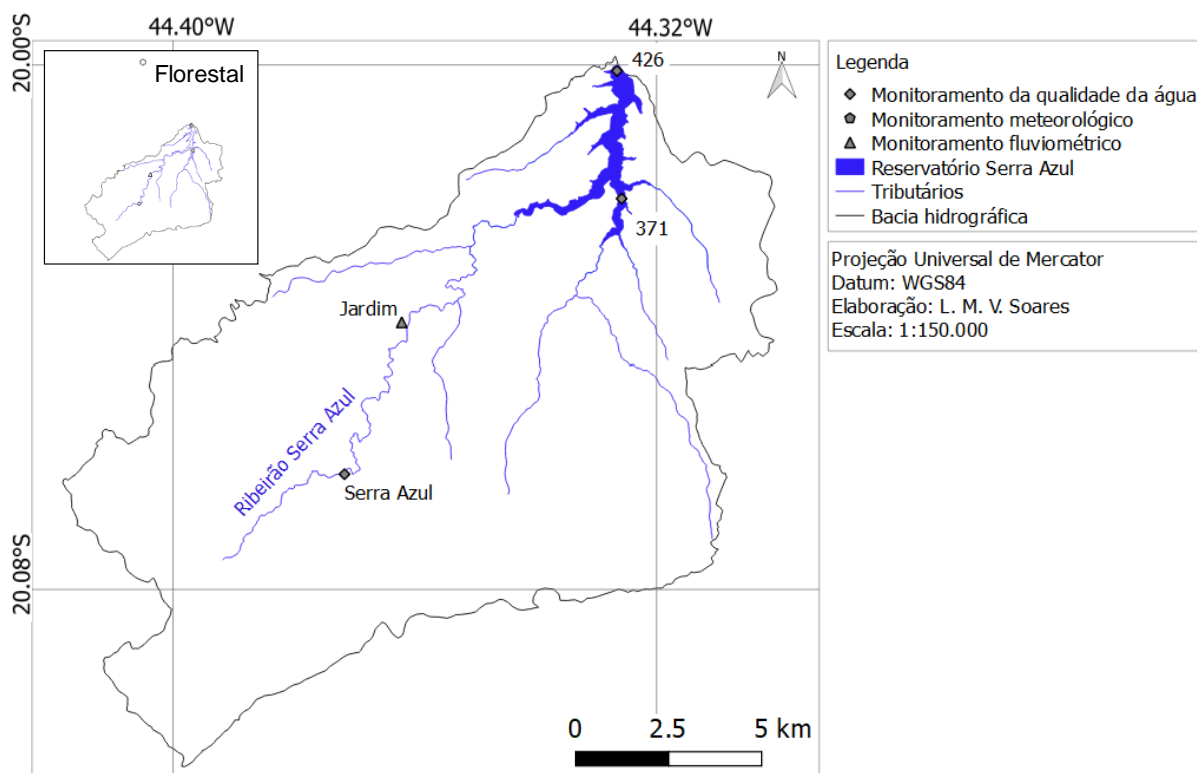 44.40°W
44.32°W
20.00°S
20.08°S
Florestal
426
N
371
Jardim
Ribeirão Serra Azul
Serra Azul
0 2.5 5 km
Legenda
Monitoramento da qualidade da água
Monitoramento meteorológico
Monitoramento fluviométrico
Reservatório Serra Azul
Tributários
Bacia hidrográfica
Projeção Universal de Mercator
Datum: WGS84
Elaboração: L. M. V. Soares
Escala: 1:150.000